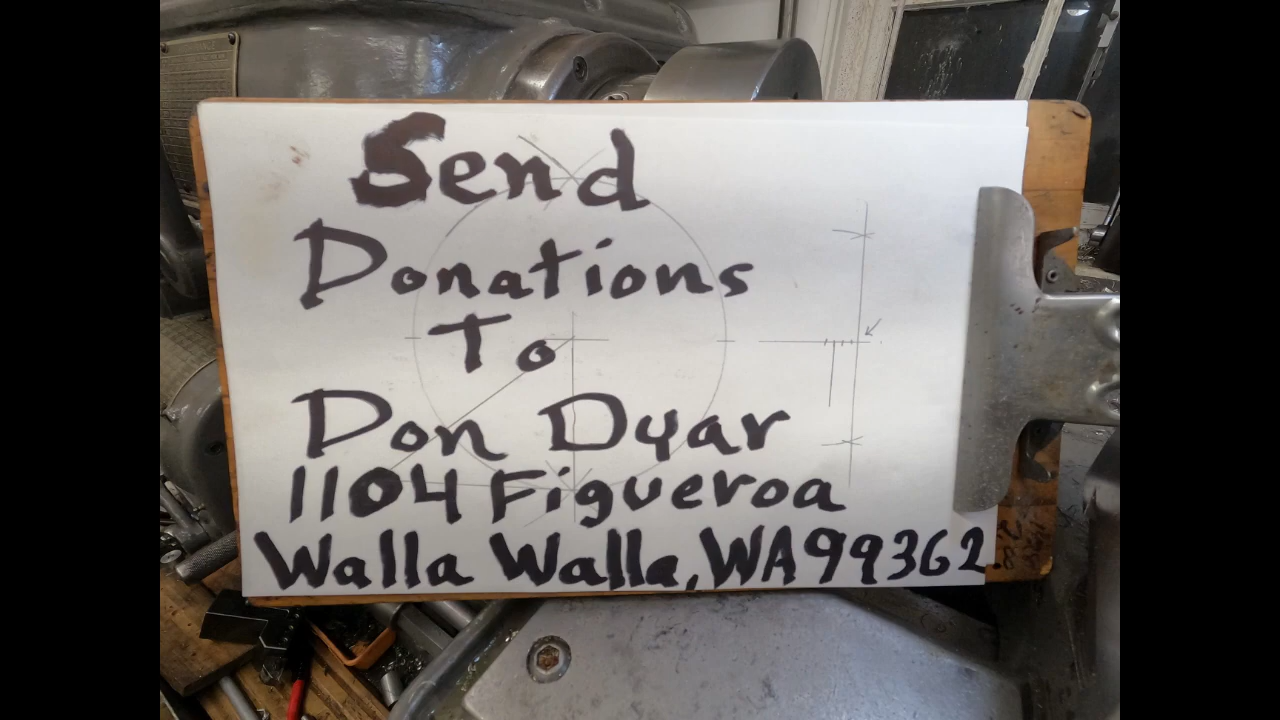 Send
Donations
To
Don Dyar
1104 Figueroa
Walla Walla, WA 99362.